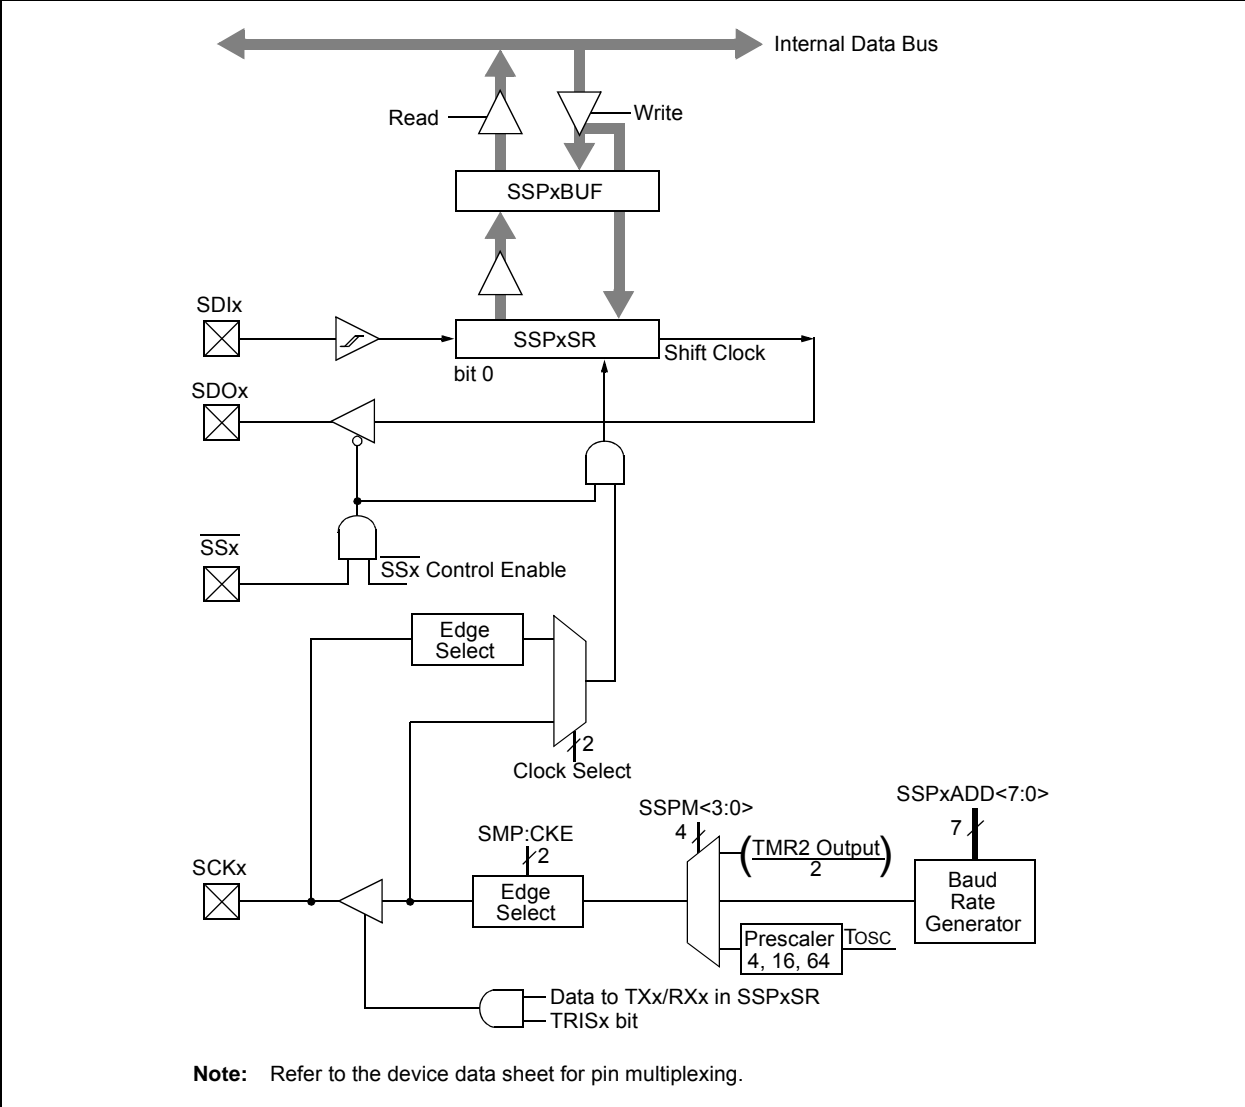 Internal Data Bus
Read
Write
SSPxBUF
SDIx
SSPxSR
Shift Clock
bit 0
SDOx
SSx
SSx Control Enable
Edge
Select
2
Clock Select
SSPxADD<7:0>
SSPM<3:0>
7
4
SMP:CKE
2
(TMR2 Output)
2
SCKx
Edge
Select
Baud
Rate
Generator
Prescaler
4, 16, 64
TOSC
Data to TXx/RXx in SSPxSR
TRISx bit
Note: Refer to the device data sheet for pin multiplexing.